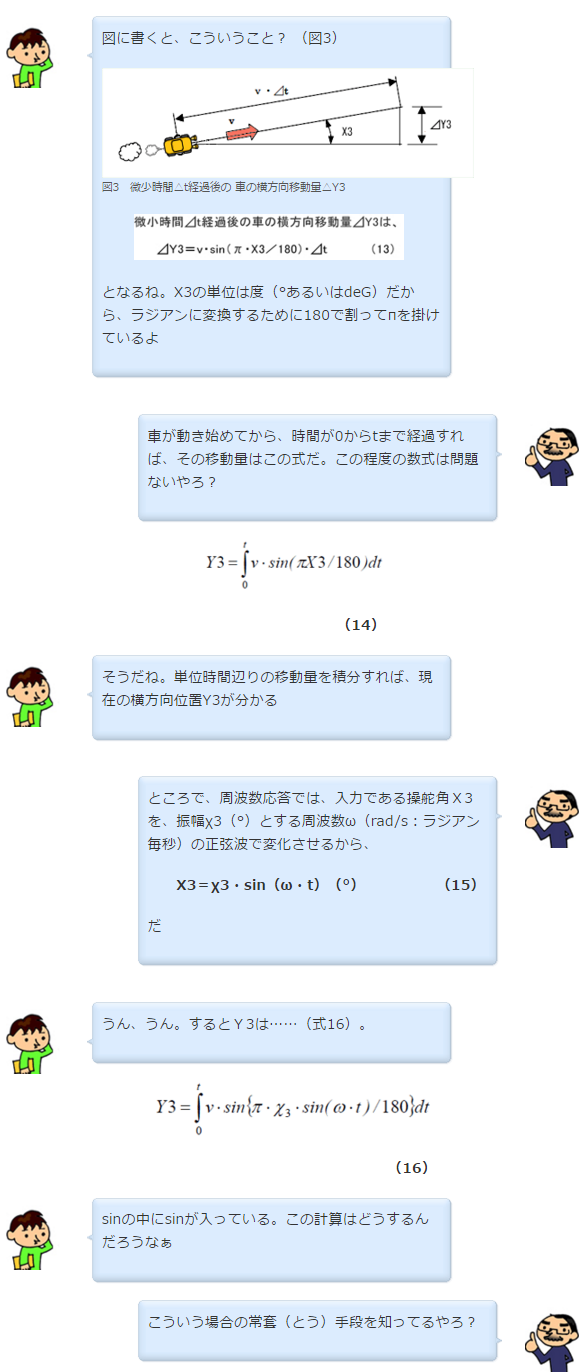 図に書くと、こういうこと？ （図3）
v・⊿t
v
X3
⊿Y3
図3　微少時間△t経過後の 車の横方向移動量△Y3
微小時間⊿t経過後の車の横方向移動量⊿Y3は、
⊿Y3＝v・sin(π・X3／180)・⊿t　（13）
となるね。X3の単位は度（°あるいはdeG）だか
ら、ラジアンに変換するために180で割ってπを掛け
ているよ
車が動き始めてから、時間が0からtまで経過すれ
ば、その移動量はこの式だ。この程度の数式は問題
ないやろ？
Y3 = ∫₀ᵗ v·sin(πX3/180)dt
（14）
そうだね。単位時間辺りの移動量を積分すれば、現
在の横方向位置Y3が分かる
ところで、周波数応答では、入力である操舵角Ｘ3
を、振幅χ3（°）とする周波数ω（rad/s：ラジアン
毎秒）の正弦波で変化させるから、
X3＝χ3・sin（ω・t）（°）　（15）
だ
うん、うん。するとＹ3は……（式16）。
Y3 = ∫₀ᵗ v·sin{π·χ₃·sin(ω·t)/180}dt
（16）
sinの中にsinが入っている。この計算はどうするん
だろうなぁ
こういう場合の常套（とう）手段を知ってるやろ？